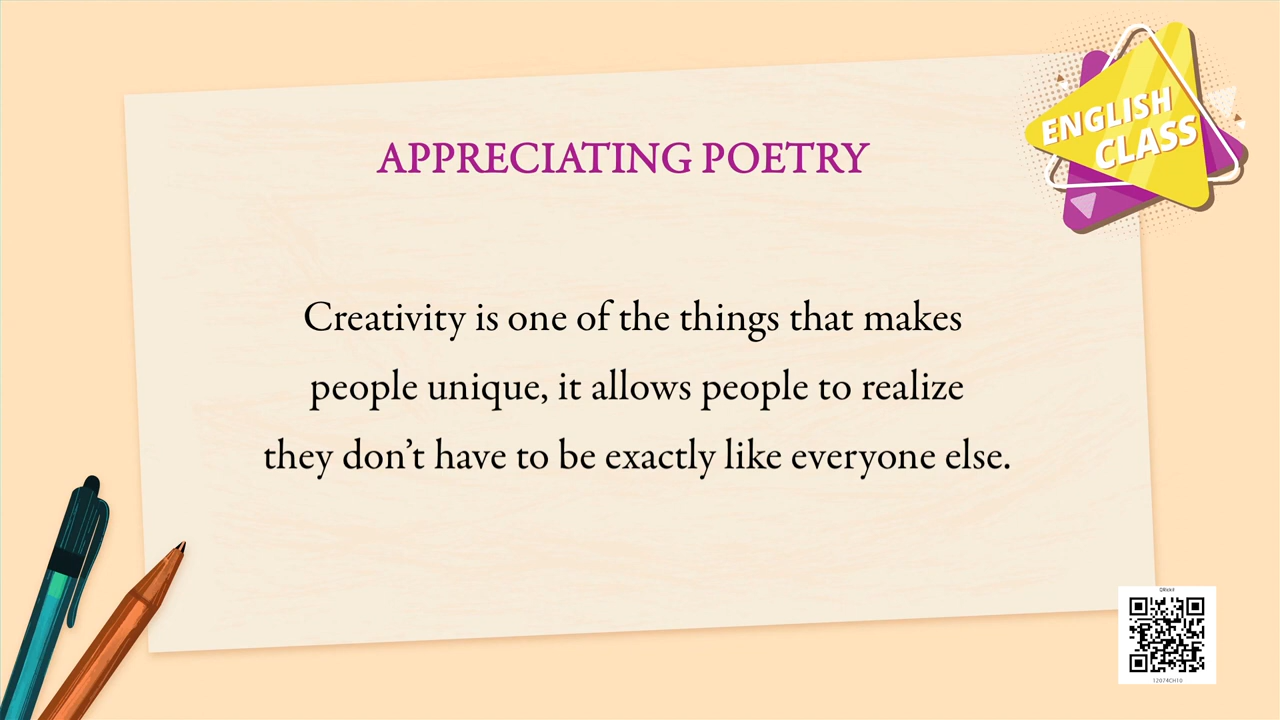 ENGLISH
CLASS
APPRECIATING POETRY
Creativity is one of the things that makes
people unique, it allows people to realize
they don’t have to be exactly like everyone else.
12074CH10